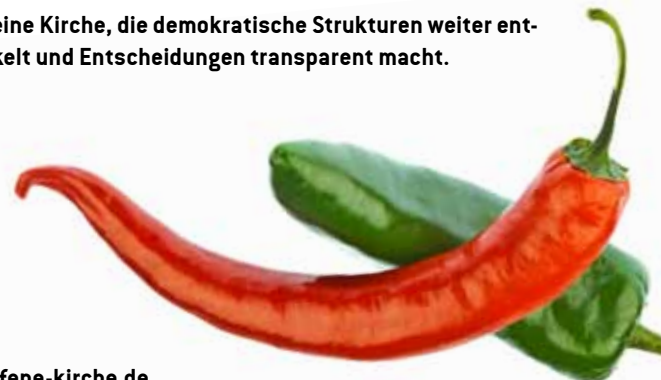 eine Kirche, die demokratische Strukturen weiter ent-
kelt und Entscheidungen transparent macht.
fene-kirche.de